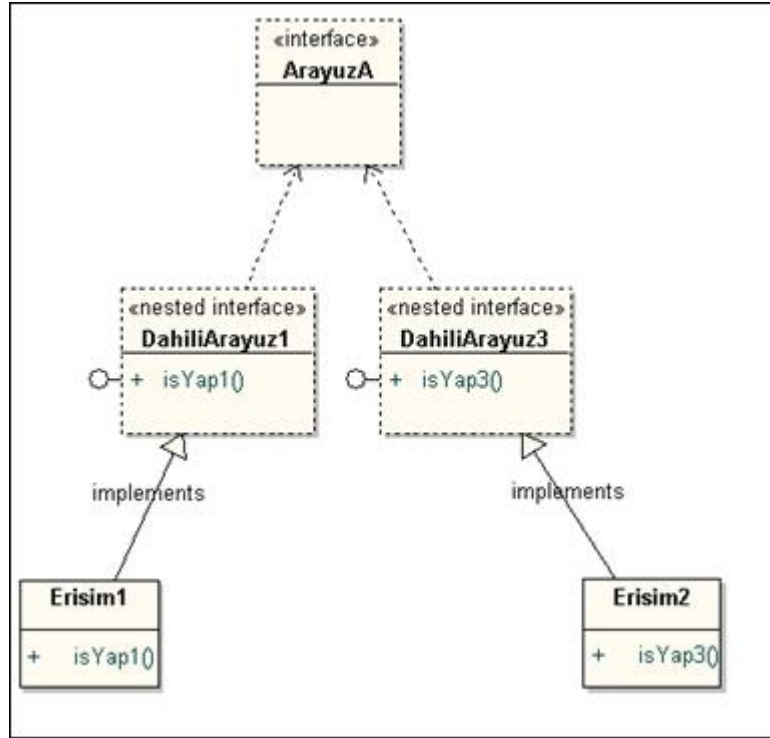 «interface»
ArayuzA
«nested interface»
DahiliArayuz1
+ isYap1()
«nested interface»
DahiliArayuz3
+ isYap3()
implements
implements
Erisim1
+ isYap1()
Erisim2
+ isYap3()